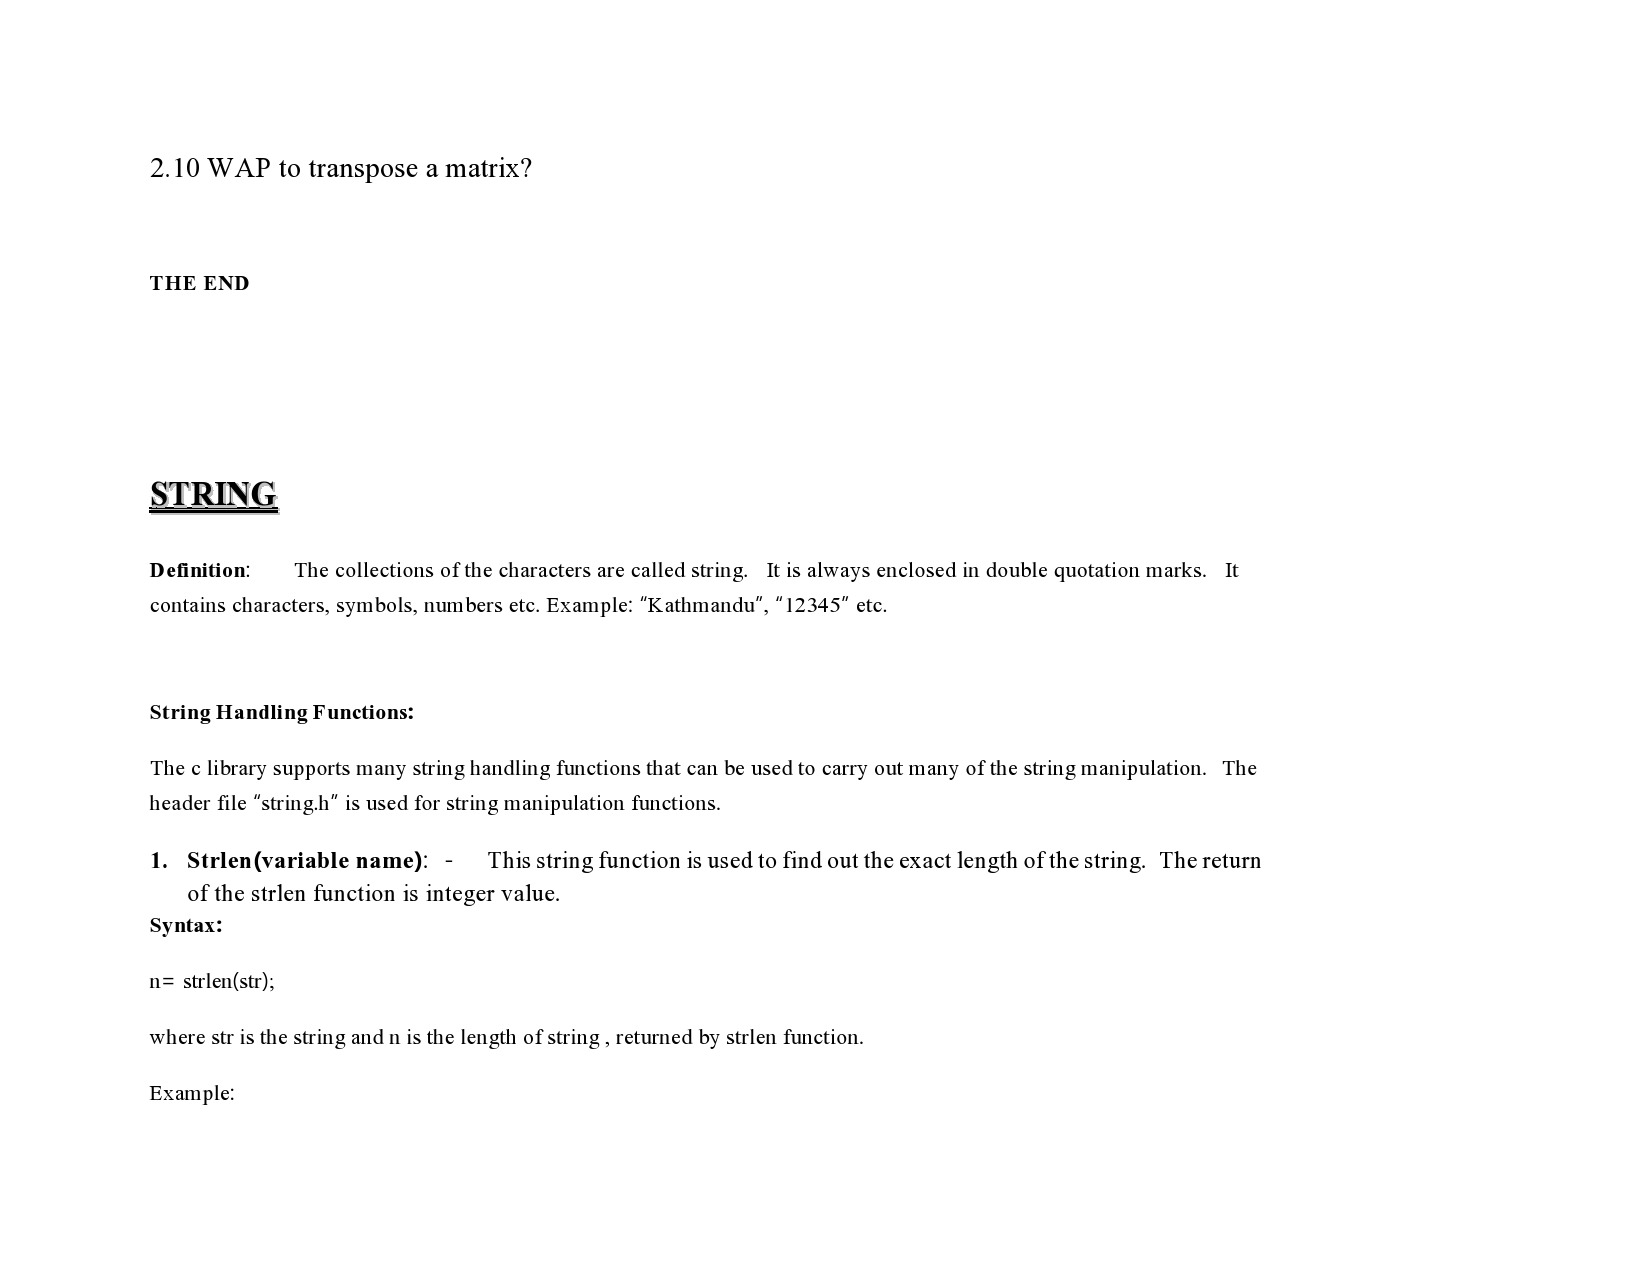 2.10 WAP to transpose a matrix?
THE END
STRING
Definition: The collections of the characters are called string. It is always enclosed in double quotation marks. It
contains characters, symbols, numbers etc. Example: “Kathmandu”, “12345” etc.
String Handling Functions:
The c library supports many string handling functions that can be used to carry out many of the string manipulation. The
header file “string.h” is used for string manipulation functions.
1. Strlen(variable name): - This string function is used to find out the exact length of the string. The return
of the strlen function is integer value.
Syntax:
n= strlen(str);
where str is the string and n is the length of string , returned by strlen function.
Example: